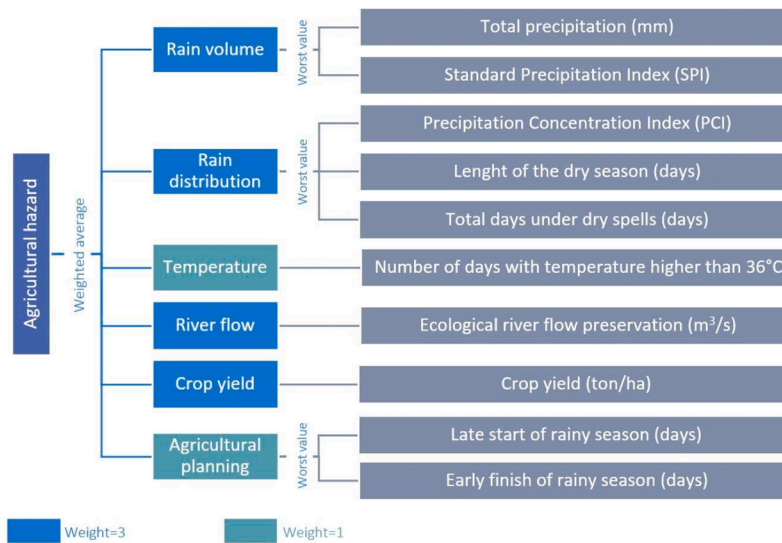 Agricultural hazard
Weighted average
Rain volume
Worst value
Total precipitation (mm)
Standard Precipitation Index (SPI)
Rain
distribution
Worst value
Precipitation Concentration Index (PCI)
Lenght of the dry season (days)
Total days under dry spells (days)
Temperature
Number of days with temperature higher than 36°C
River flow
Ecological river flow preservation (m³/s)
Crop yield
Crop yield (ton/ha)
Agricultural
planning
Worst value
Late start of rainy season (days)
Early finish of rainy season (days)
Weight=3
Weight=1